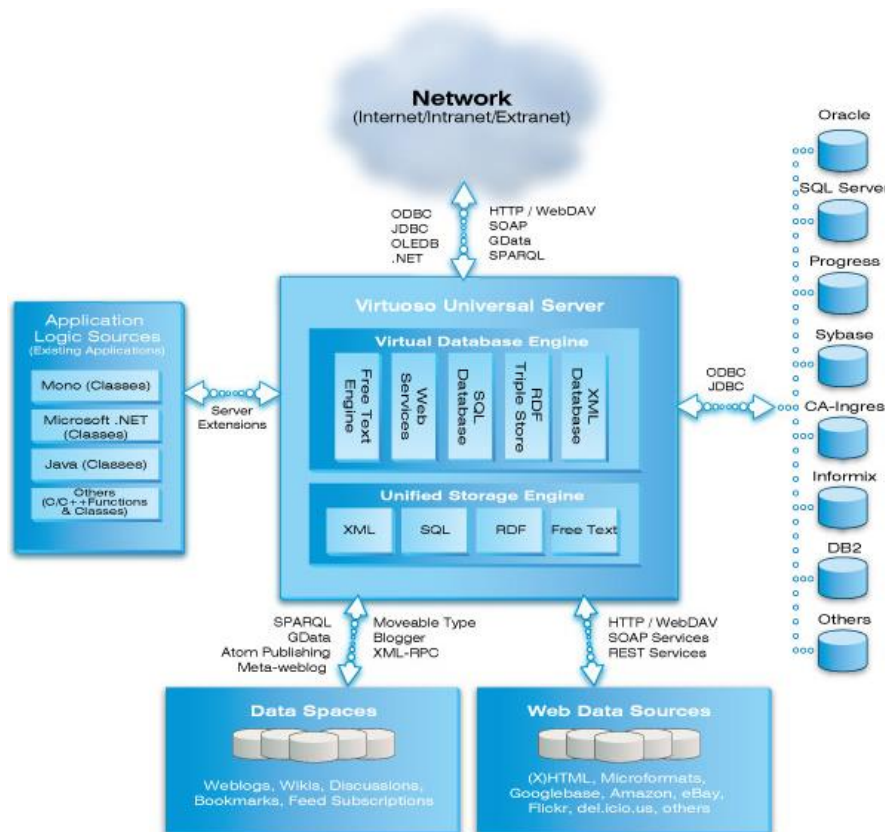 Network
(Internet/Intranet/Extranet)
ODBC
JDBC
OLEDB
.NET
HTTP / WebDAV
SOAP
GData
SPARQL
Virtuoso Universal Server
Virtual Database Engine
Free Text
Engine
Web
Services
SQL
Database
RDF
Triple Store
XML
Database
Unified Storage Engine
XML
SQL
RDF
Free Text
Application
Logic Sources
(Existing Applications)
Mono (Classes)
Microsoft .NET
(Classes)
Java (Classes)
Others
(C/C++Functions
& Classes)
Server
Extensions
ODBC
JDBC
Oracle
SQL Server
Progress
Sybase
CA-Ingres
Informix
DB2
Others
SPARQL
GData
Atom Publishing
Meta-weblog
Moveable Type
Blogger
XML-RPC
HTTP / WebDAV
SOAP Services
REST Services
Data Spaces
Weblogs, Wikis, Discussions,
Bookmarks, Feed Subscriptions
Web Data Sources
(X)HTML, Microformats,
Googlebase, Amazon, eBay,
Flickr, del.icio.us, others